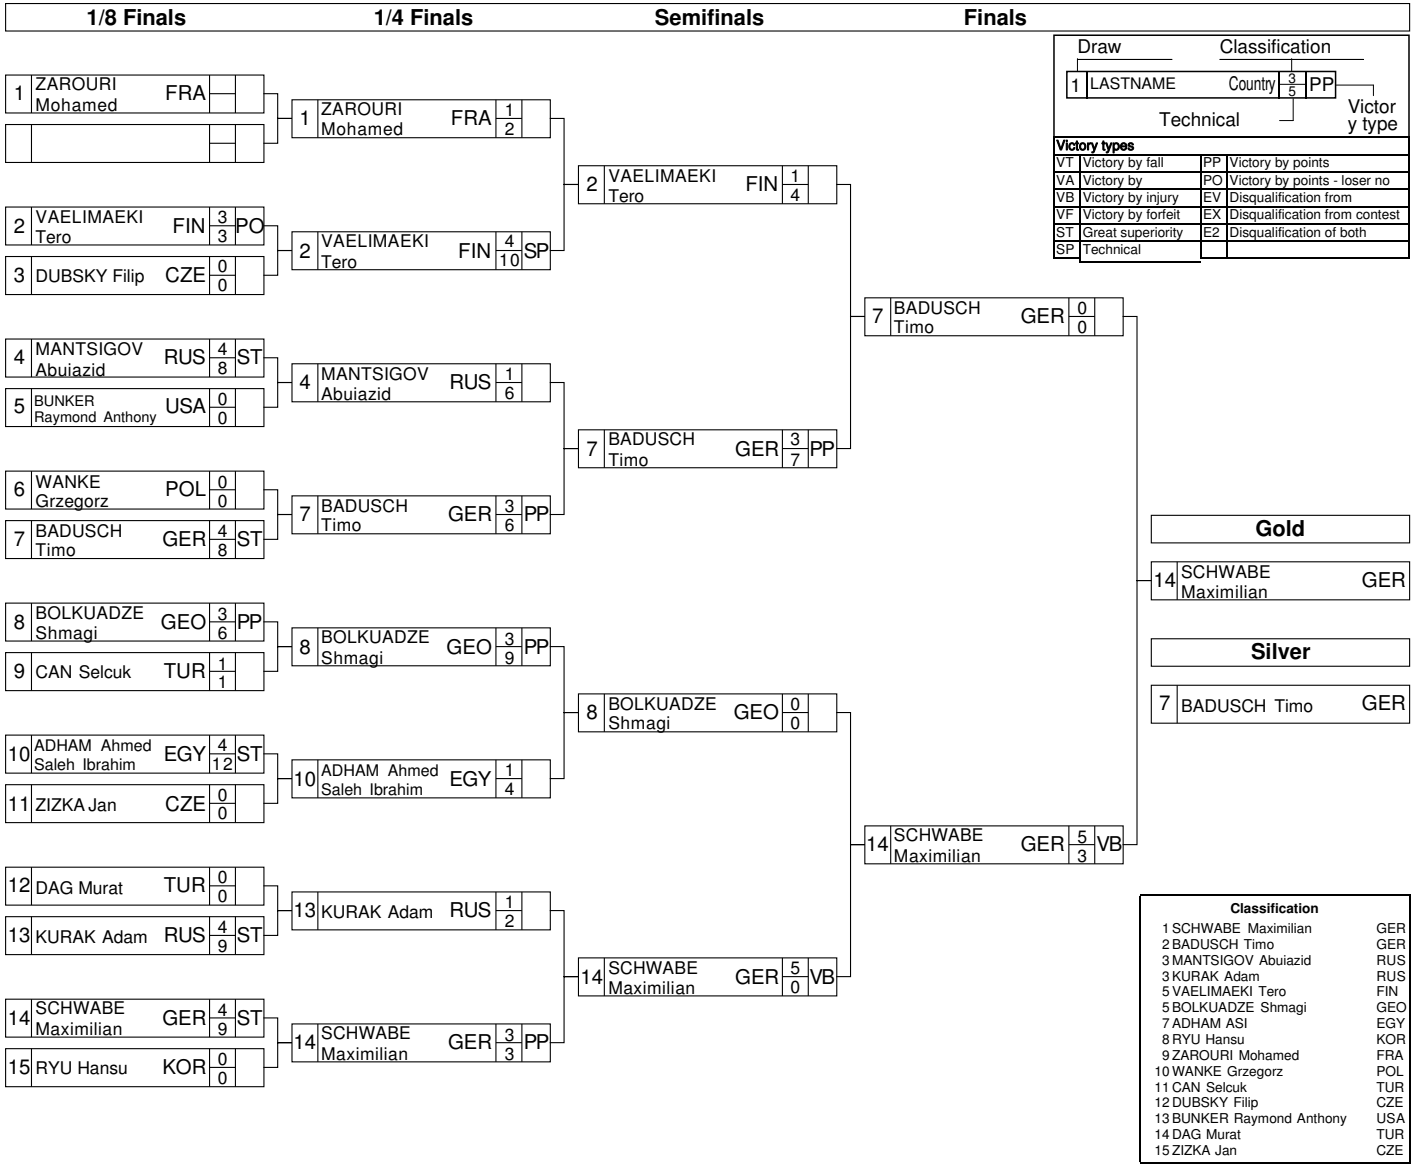 1/8 Finals 1/4 Finals Semifinals Finals
Draw Classification
1 LASTNAME Country 3 5 PP
Technical
Victor
y type
Victory types
VT Victory by fall PP Victory by points
VA Victory by PO Victory by points - loser no
VB Victory by injury EV Disqualification from
VF Victory by forfeit EX Disqualification from contest
ST Great superiority E2 Disqualification of both
SP Technical
1 ZAROURI
Mohamed FRA
2 VAELIMAEKI
Tero FIN 3 3 PO
3 DUBSKY Filip CZE 0 0
4 MANTSIGOV
Abuiazid RUS 4 8 ST
5 BUNKER
Raymond Anthony USA 0 0
6 WANKE
Grzegorz POL 0 0
7 BADUSCH
Timo GER 4 8 ST
8 BOLKUADZE
Shmagi GEO 3 6 PP
9 CAN Selcuk TUR 1 1
10 ADHAM Ahmed
Saleh Ibrahim EGY 4 12 ST
11 ZIZKA Jan CZE 0 0
12 DAG Murat TUR 0 0
13 KURAK Adam RUS 4 9 ST
14 SCHWABE
Maximilian GER 4 9 ST
15 RYU Hansu KOR 0 0
1 ZAROURI
Mohamed FRA 1 2
2 VAELIMAEKI
Tero FIN 4 10 SP
4 MANTSIGOV
Abuiazid RUS 1 6
7 BADUSCH
Timo GER 3 6 PP
8 BOLKUADZE
Shmagi GEO 3 9 PP
10 ADHAM Ahmed
Saleh Ibrahim EGY 1 4
13 KURAK Adam RUS 1 2
14 SCHWABE
Maximilian GER 3 3 PP
2 VAELIMAEKI
Tero FIN 1 4
7 BADUSCH
Timo GER 3 7 PP
8 BOLKUADZE
Shmagi GEO 0 0
14 SCHWABE
Maximilian GER 5 0 VB
7 BADUSCH
Timo GER 0 0
14 SCHWABE
Maximilian GER 5 3 VB
Gold
14 SCHWABE
Maximilian GER
Silver
7 BADUSCH Timo GER
Classification
1 SCHWABE Maximilian GER
2 BADUSCH Timo GER
3 MANTSIGOV Abuiazid RUS
3 KURAK Adam RUS
5 VAELIMAEKI Tero FIN
5 BOLKUADZE Shmagi GEO
7 ADHAM ASI EGY
8 RYU Hansu KOR
9 ZAROURI Mohamed FRA
10 WANKE Grzegorz POL
11 CAN Selcuk TUR
12 DUBSKY Filip CZE
13 BUNKER Raymond Anthony USA
14 DAG Murat TUR
15 ZIZKA Jan CZE